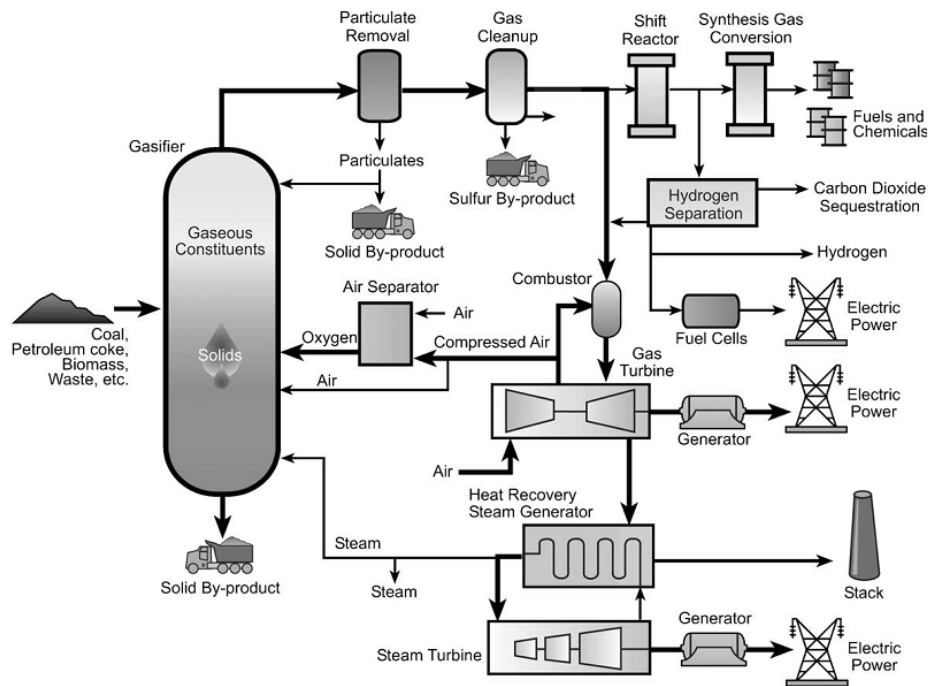 Particulate
Removal
Gas
Cleanup
Shift
Reactor
Synthesis Gas
Conversion
Fuels and
Chemicals
Gasifier
Particulates
Sulfur By-product
Solid By-product
Gaseous
Constituents
Hydrogen
Separation
Carbon Dioxide
Sequestration
Hydrogen
Combustor
Air Separator
Air
Oxygen
Compressed Air
Air
Solids
Coal,
Petroleum coke,
Biomass,
Waste, etc.
Fuel Cells
Electric
Power
Gas
Turbine
Generator
Electric
Power
Air
Heat Recovery
Steam Generator
Steam
Steam
Solid By-product
Stack
Steam Turbine
Generator
Electric
Power